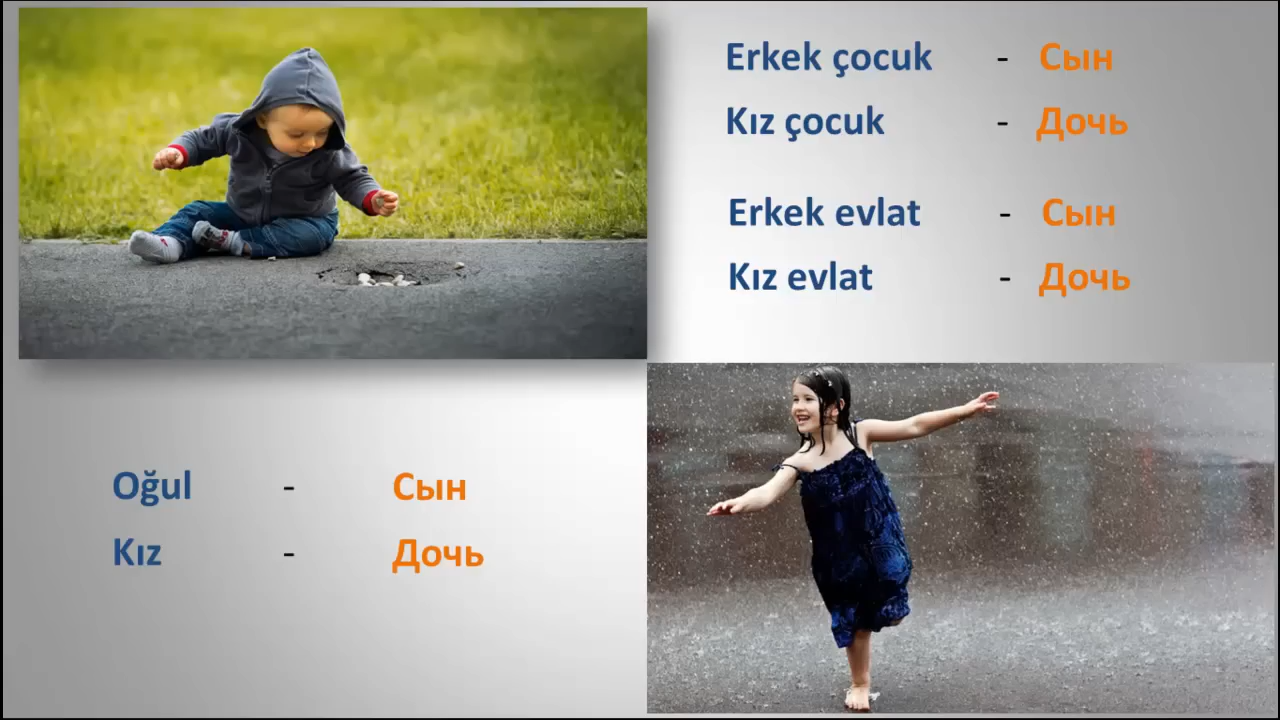 Erkek çocuk - Сын
Kız çocuk - Дочь
Erkek evlat - Сын
Kız evlat - Дочь
Oğul - Сын
Kız - Дочь